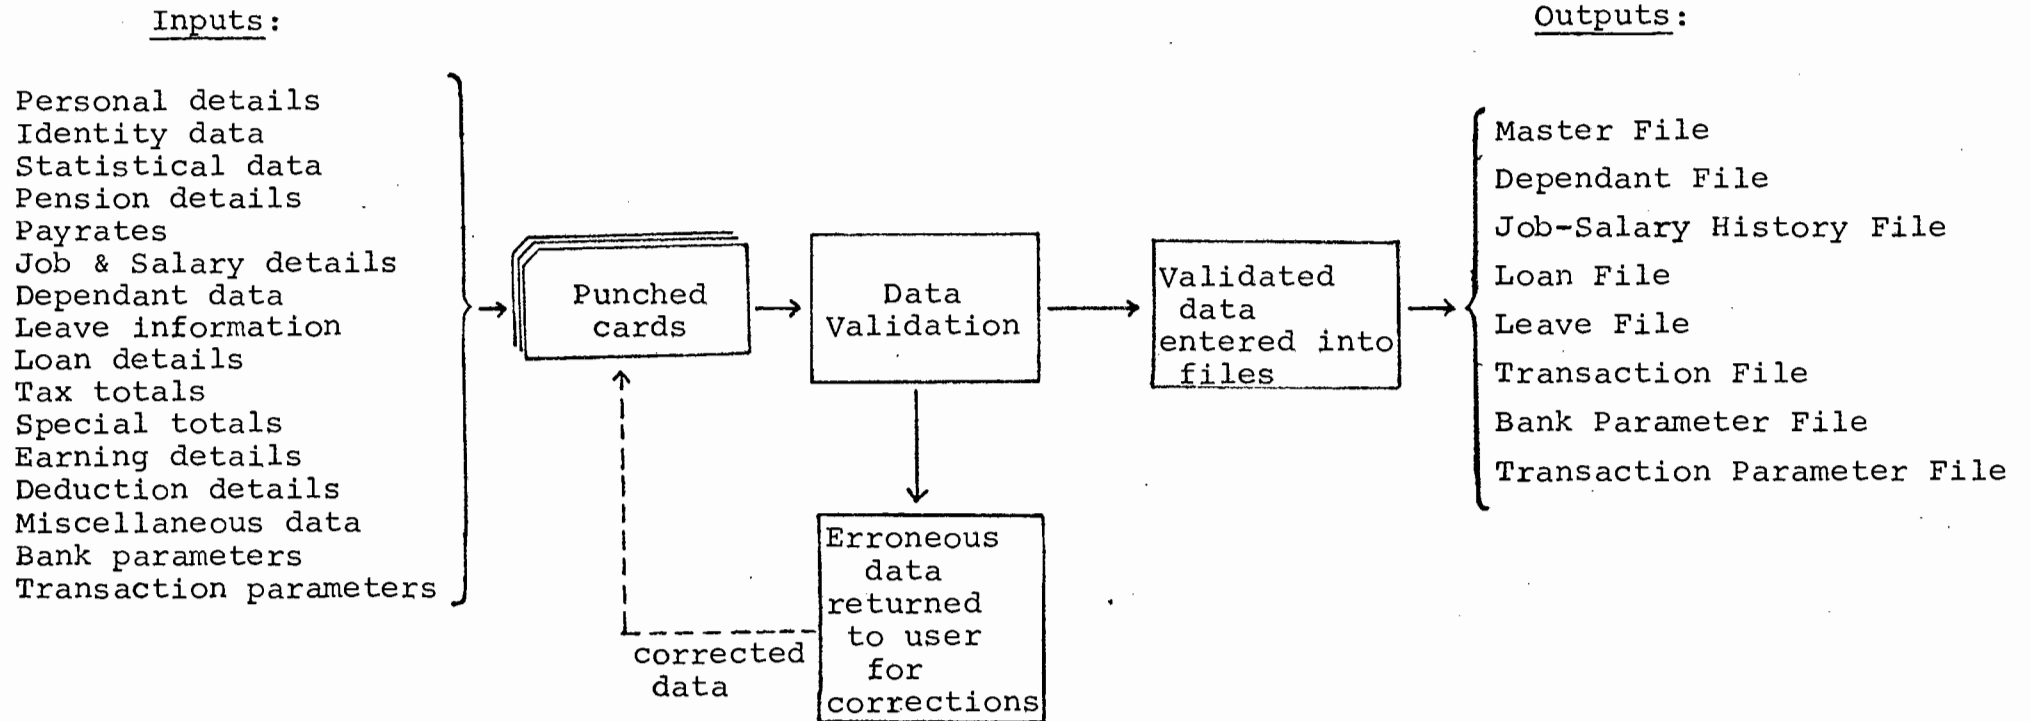 Inputs:
Personal details
Identity data
Statistical data
Pension details
Payrates
Job & Salary details
Dependant data
Leave information
Loan details
Tax totals
Special totals
Earning details
Deduction details
Miscellaneous data
Bank parameters
Transaction parameters
Punched
cards
Data
Validation
Validated
data
entered into
files
Erroneous
data
returned
to user
for
corrections
corrected
data
Outputs:
Master File
Dependant File
Job-Salary History File
Loan File
Leave File
Transaction File
Bank Parameter File
Transaction Parameter File